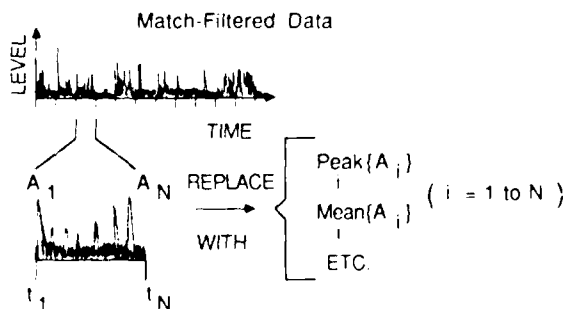 Match-Filtered Data
LEVEL
TIME
A1 AN
REPLACE
WITH
Peak{Ai}
Mean{Ai}
ETC.
( i = 1 to N )
t1 tN